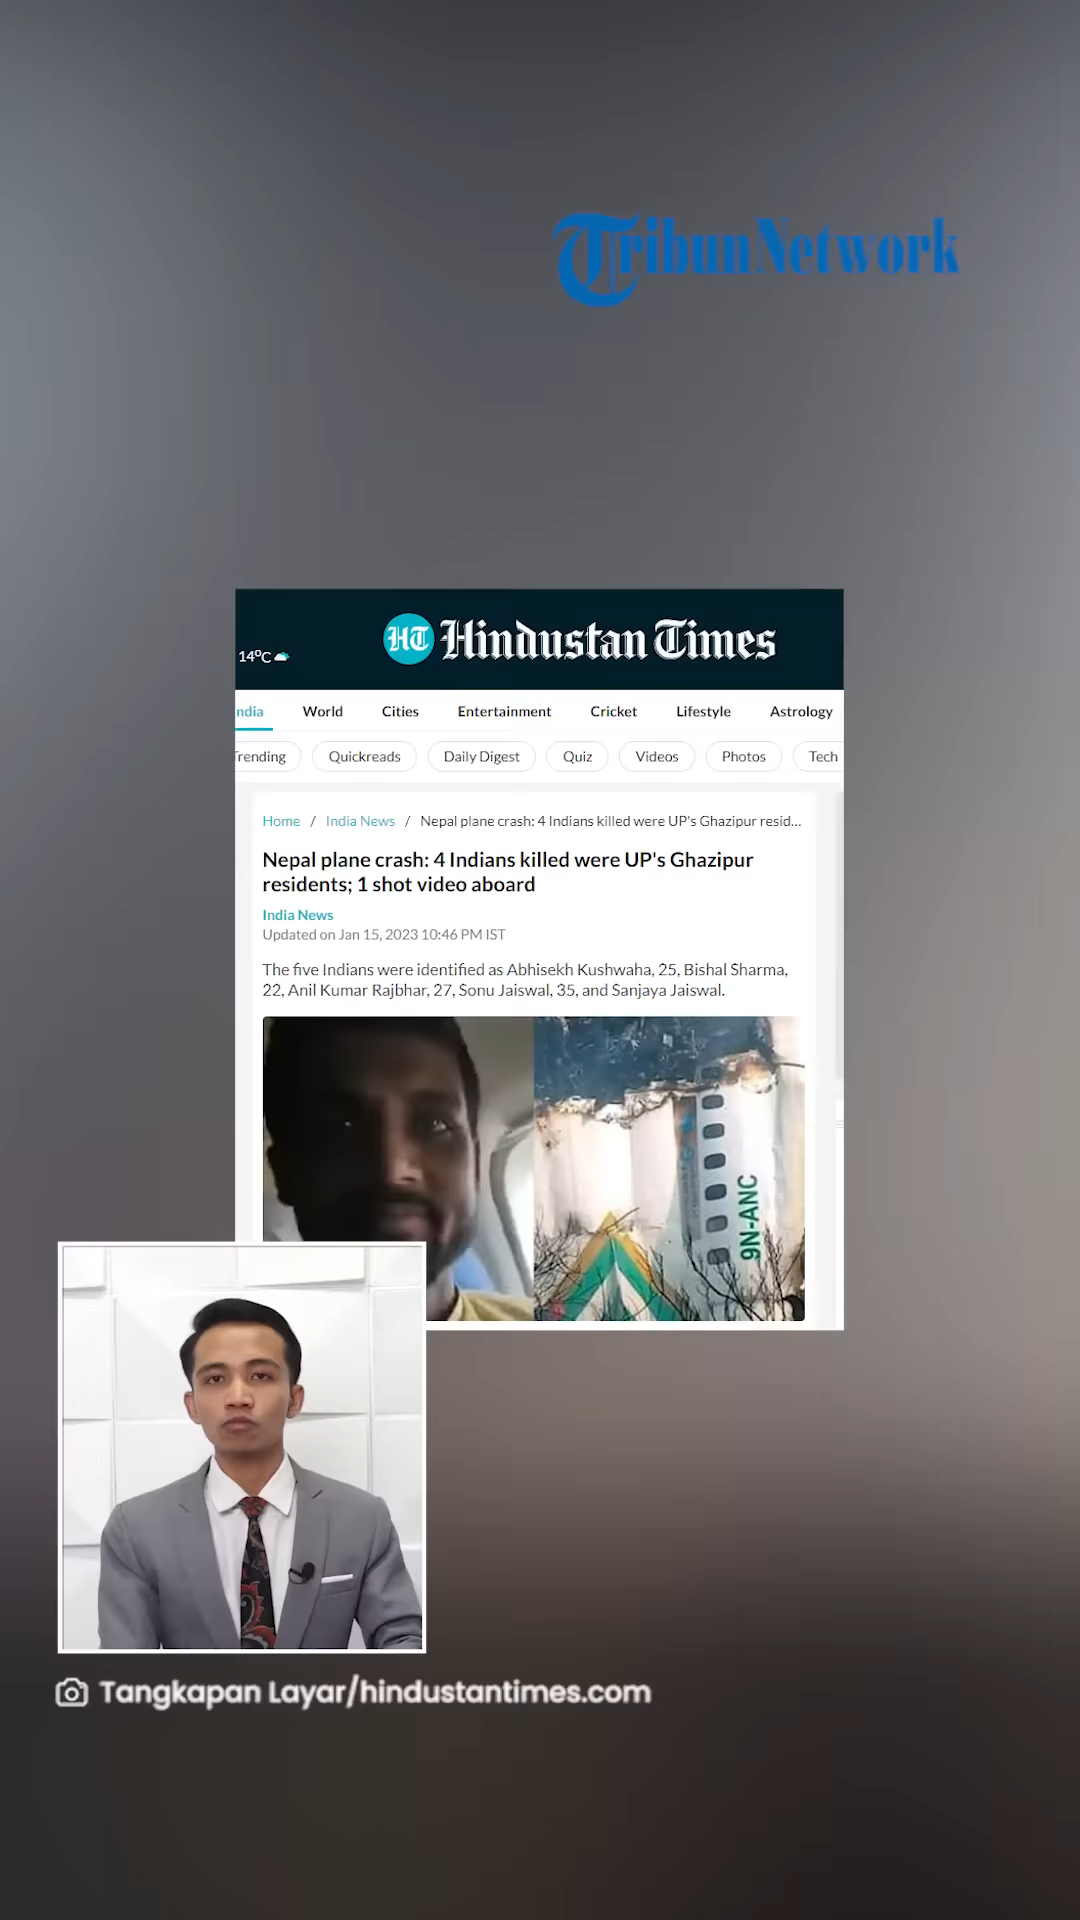 TribunNetwork
HT Hindustan Times
14°C
ndia World Cities Entertainment Cricket Lifestyle Astrology
Trending Quickreads Daily Digest Quiz Videos Photos Tech
Home / India News / Nepal plane crash: 4 Indians killed were UP's Ghazipur resid...
Nepal plane crash: 4 Indians killed were UP's Ghazipur
residents; 1 shot video aboard
India News
Updated on Jan 15, 2023 10:46 PM IST
The five Indians were identified as Abhisekh Kushwaha, 25, Bishal Sharma,
22, Anil Kumar Rajbhar, 27, Sonu Jaiswal, 35, and Sanjaya Jaiswal.
9N-ANC
Tangkapan Layar/hindustantimes.com